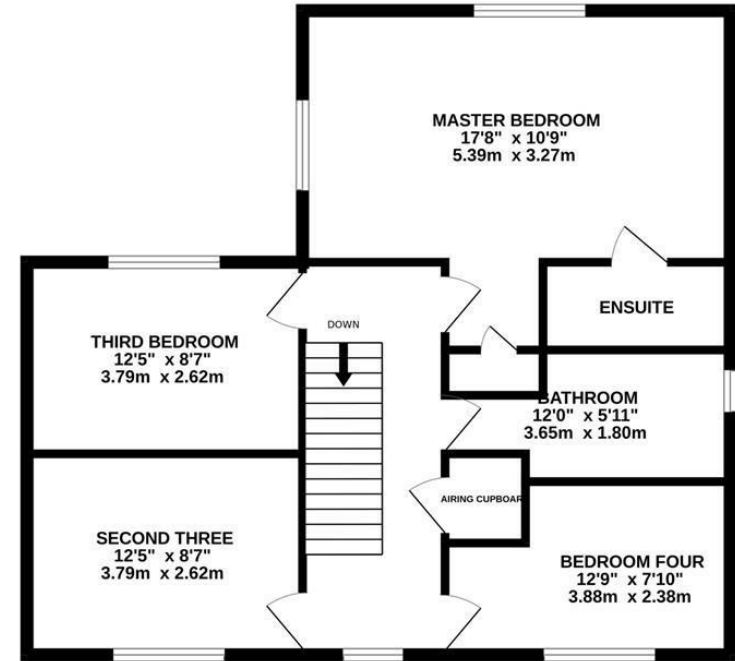 MASTER BEDROOM
17'8" x 10'9"
5.39m x 3.27m
ENSUITE
DOWN
THIRD BEDROOM
12'5" x 8'7"
3.79m x 2.62m
BATHROOM
12'0" x 5'11"
3.65m x 1.80m
AIRING CUPBOAR
SECOND THREE
12'5" x 8'7"
3.79m x 2.62m
BEDROOM FOUR
12'9" x 7'10"
3.88m x 2.38m